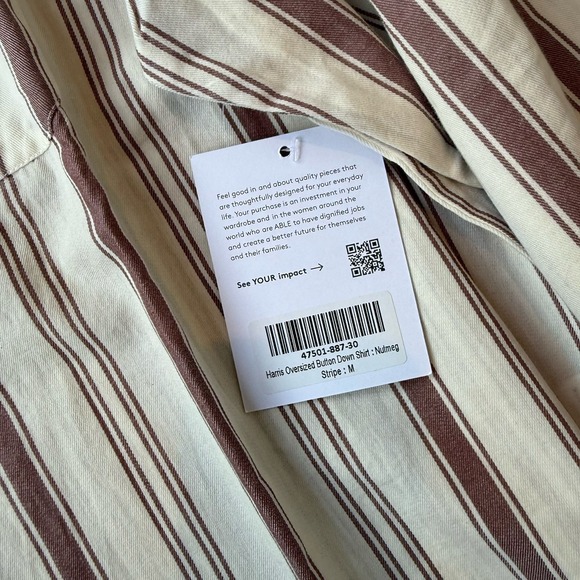 Feel good in and about quality pieces that
are thoughtfully designed for your everyday
life. Your purchase is an investment in your
wardrobe and in the women around the
world who are ABLE to have dignified jobs
and create a better future for themselves
and their families.
See YOUR impact →
47501-887-30
Harris Oversized Button Down Shirt : Nutmeg
Stripe : M